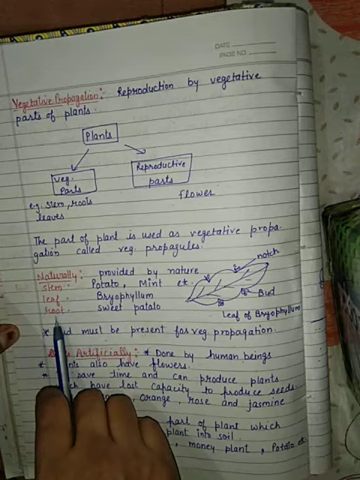 DATE
PAGE NO.
Vegetative Propagation:- Reproduction by vegetative
parts of plants.
Plants
Veg. Parts
Reproductive parts
e.g. stem, roots
leaves
flower
The part of plant is used as vegetative propa-
gation called veg. propagules.
Naturally: provided by nature
stem - Potato, Mint et.
leaf - Bryophyllum
root - sweet patato
notch
Bud
Leaf of Bryophyllum
must be present for veg. propagation.
Artificially: * Done by human beings
also have flowers.
save time and can produce plants
have lost capacity to produce seeds
orange, rose and jasmine
part of plant which
plant into soil.
money plant, Potato et